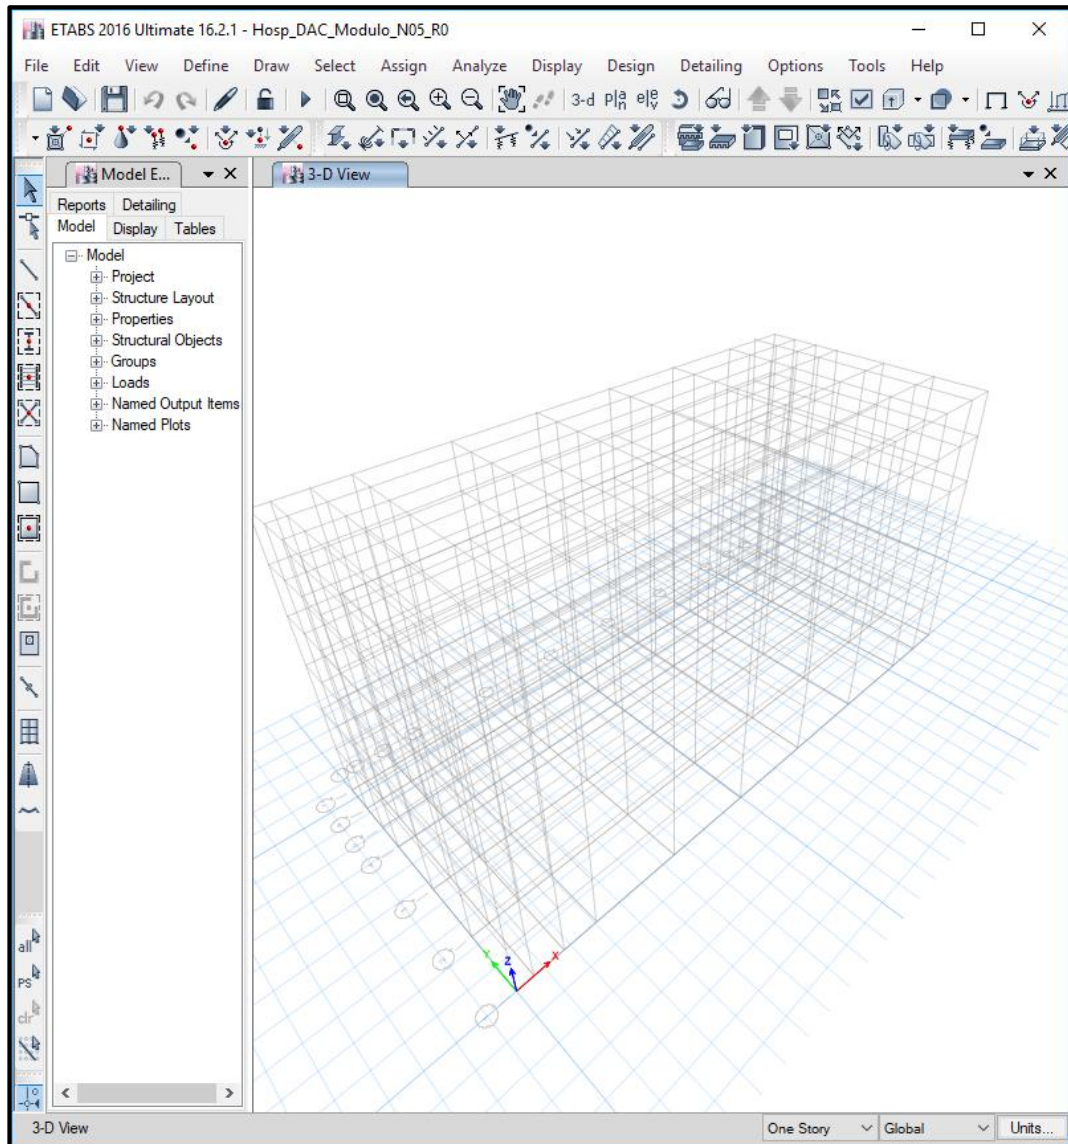 ETABS 2016 Ultimate 16.2.1 - Hosp_DAC_Modulo_N05_R0
File Edit View Define Draw Select Assign Analyze Display Design Detailing Options Tools Help
3-d
Model E...
3-D View
Reports Detailing
Model Display Tables
Model
Project
Structure Layout
Properties
Structural Objects
Groups
Loads
Named Output Items
Named Plots
Y Z X
all
PS
clr
3-D View One Story Global Units...